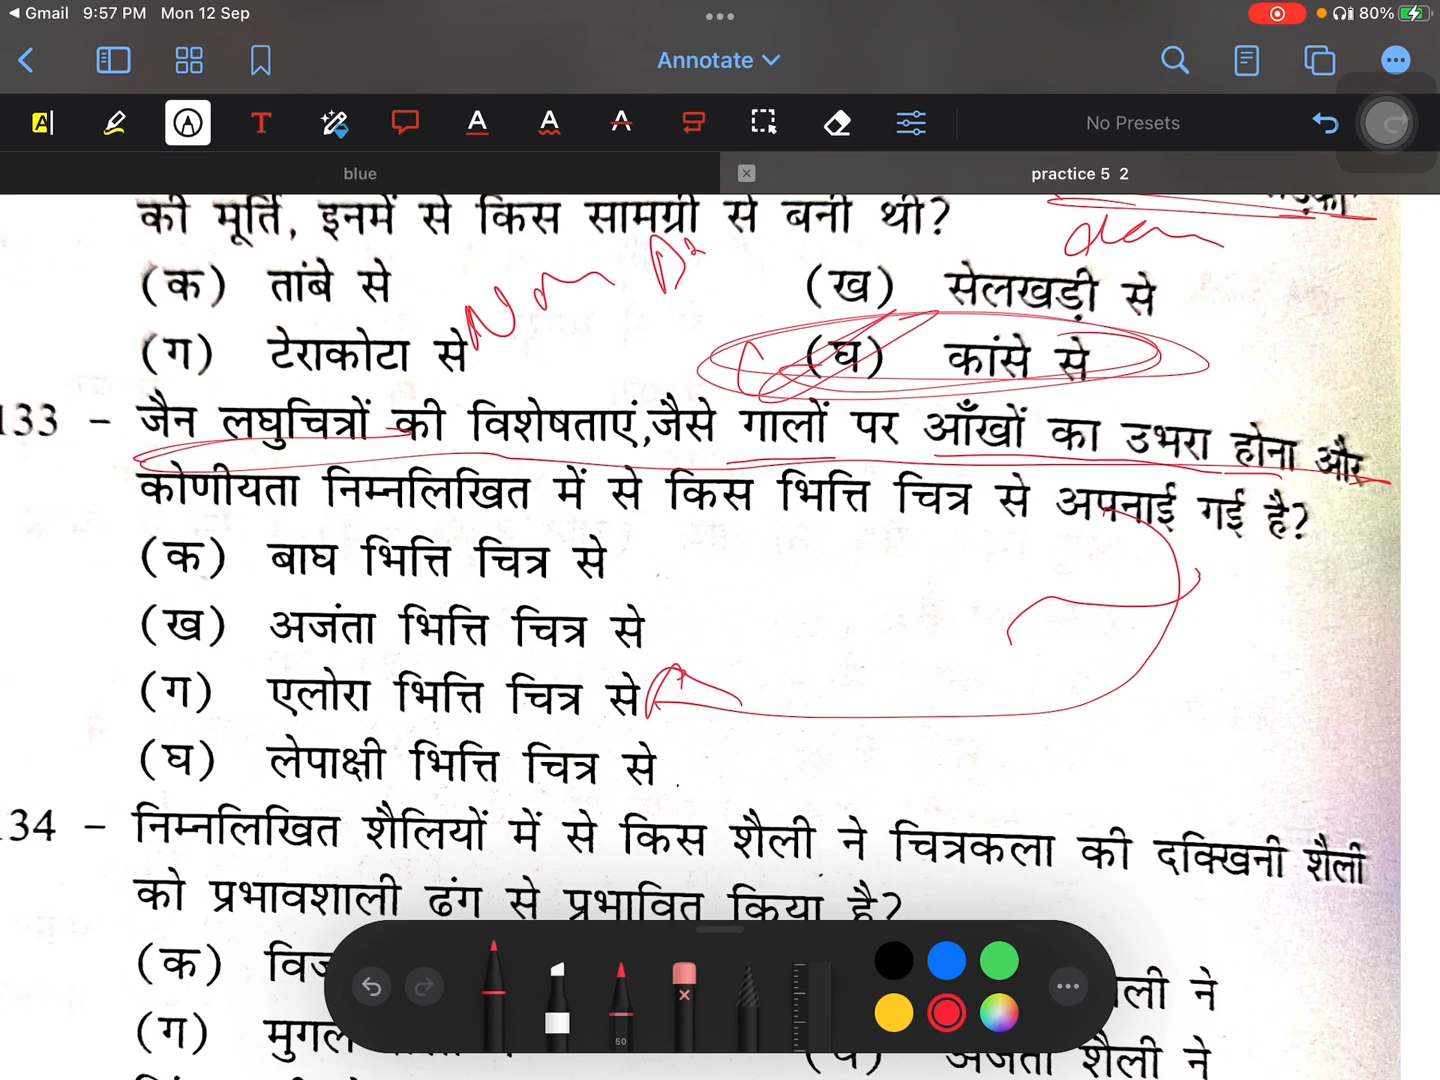 Gmail 9:57 PM Mon 12 Sep 80%
Annotate
No Presets
blue
practice 5 2
की मूर्ति, इनमें से किस सामग्री से बनी थी?
(क) तांबे से (ख) सेलखड़ी से
(ग) टेराकोटा से (घ) कांसे से
133 - जैन लघुचित्रों की विशेषताएं,जैसे गालों पर आँखों का उभरा होना और
कोणीयता निम्नलिखित में से किस भित्ति चित्र से अपनाई गई है?
(क) बाघ भित्ति चित्र से
(ख) अजंता भित्ति चित्र से
(ग) एलोरा भित्ति चित्र से
(घ) लेपाक्षी भित्ति चित्र से
34 - निम्नलिखित शैलियों में से किस शैली ने चित्रकला की दक्खिनी शैली
को प्रभावशाली ढंग से प्रभावित किया है?
(क) ने
(ग) मुगल अजंता शैली ने
50